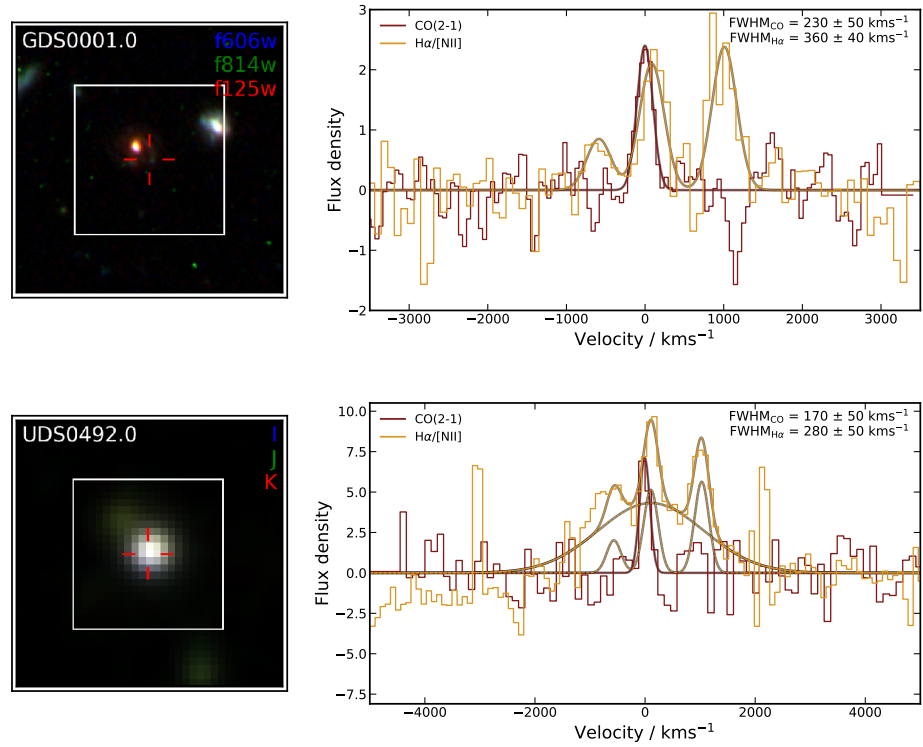 GDS0001.0
f606w
f814w
f125w
CO(2-1)
Hα/[NII]
FWHM_CO = 230 ± 50 kms⁻¹
FWHM_Hα = 360 ± 40 kms⁻¹
3
2
1
0
−1
−2
Flux density
−3000 −2000 −1000 0 1000 2000 3000
Velocity / kms⁻¹
UDS0492.0
I
J
K
CO(2-1)
Hα/[NII]
FWHM_CO = 170 ± 50 kms⁻¹
FWHM_Hα = 280 ± 50 kms⁻¹
10.0
7.5
5.0
2.5
0.0
−2.5
−5.0
−7.5
Flux density
−4000 −2000 0 2000 4000
Velocity / kms⁻¹